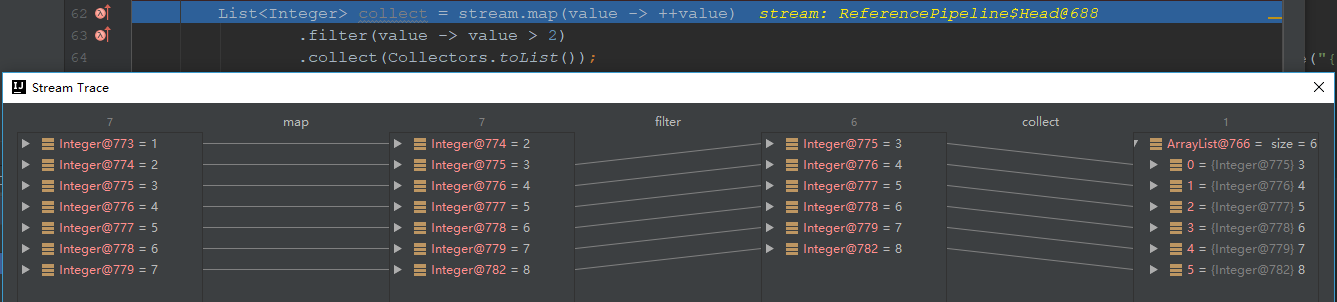 62 List<Integer> collect = stream.map(value -> ++value) stream: ReferencePipeline$Head@688
63 .filter(value -> value > 2)
64 .collect(Collectors.toList());
("{
Stream Trace
7 map 7 filter 6 collect 1
Integer@773 = 1 Integer@774 = 2 Integer@775 = 3 ArrayList@766 = size = 6
Integer@774 = 2 Integer@775 = 3 Integer@776 = 4 0 = {Integer@775} 3
Integer@775 = 3 Integer@776 = 4 Integer@777 = 5 1 = {Integer@776} 4
Integer@776 = 4 Integer@777 = 5 Integer@778 = 6 2 = {Integer@777} 5
Integer@777 = 5 Integer@778 = 6 Integer@779 = 7 3 = {Integer@778} 6
Integer@778 = 6 Integer@779 = 7 Integer@782 = 8 4 = {Integer@779} 7
Integer@779 = 7 Integer@782 = 8 5 = {Integer@782} 8